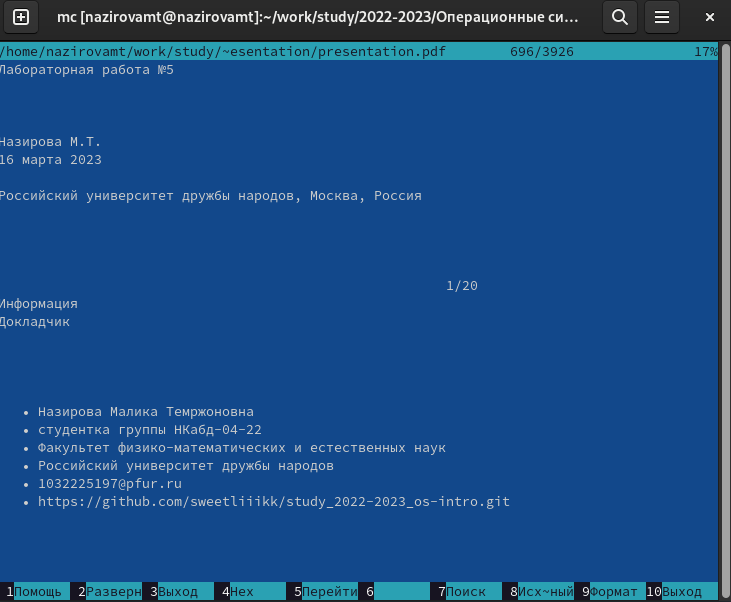 mc [nazirovamt@nazirovamt]:~/work/study/2022-2023/Операционные си...
/home/nazirovamt/work/study/~esentation/presentation.pdf 696/3926 17%
Лабораторная работа №5
Назирова М.Т.
16 марта 2023
Российский университет дружбы народов, Москва, Россия
1/20
Информация
Докладчик
• Назирова Малика Темржоновна
• студентка группы НКабд-04-22
• Факультет физико-математических и естественных наук
• Российский университет дружбы народов
• 1032225197@pfur.ru
• https://github.com/sweetliiikk/study_2022-2023_os-intro.git
1Помощь 2Разверн 3Выход 4Hex 5Перейти 6 7Поиск 8Исх~ный 9Формат 10Выход